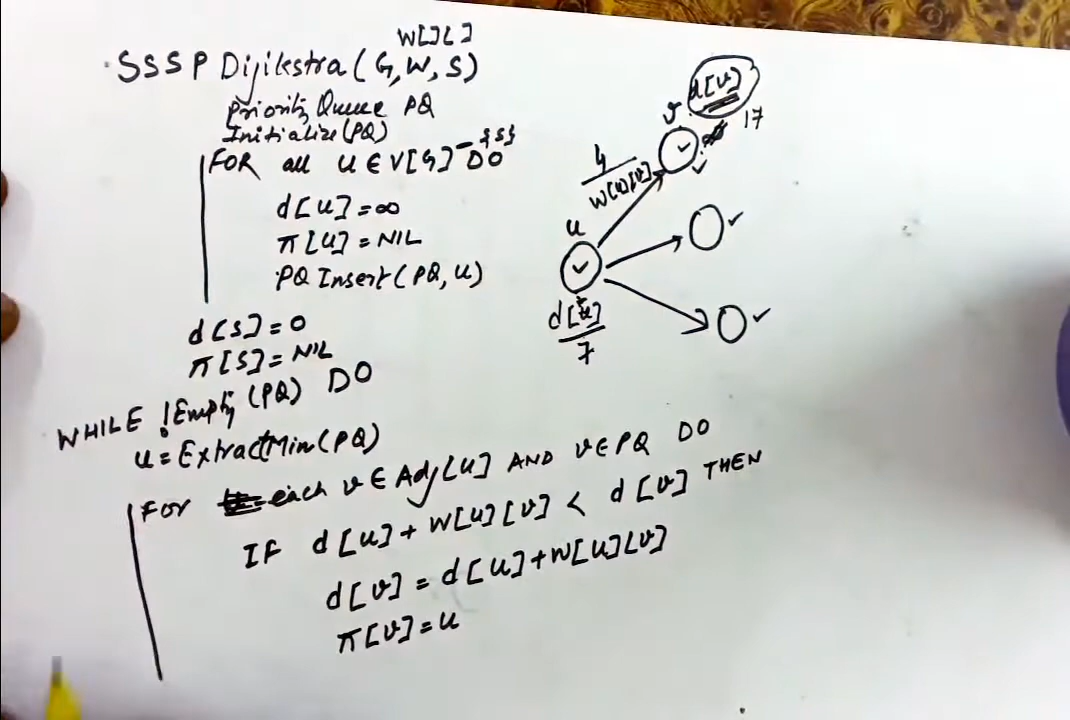 W[][]
SSSP Dijikstra(G, W, S)
Priority Queue PQ
Initialize(PQ)
FOR all u ∈ V[G] - {S} DO
d[u] = ∞
π[u] = NIL
PQ Insert(PQ, u)
d[S] = 0
π[S] = NIL
WHILE !Empty(PQ) DO
u = ExtractMin(PQ)
FOR each v ∈ Adj[u] AND v ∈ PQ DO
IF d[u] + W[u][v] < d[v] THEN
d[v] = d[u] + W[u][v]
π[v] = u
d[v]
v
17
W[u][v]
u
7